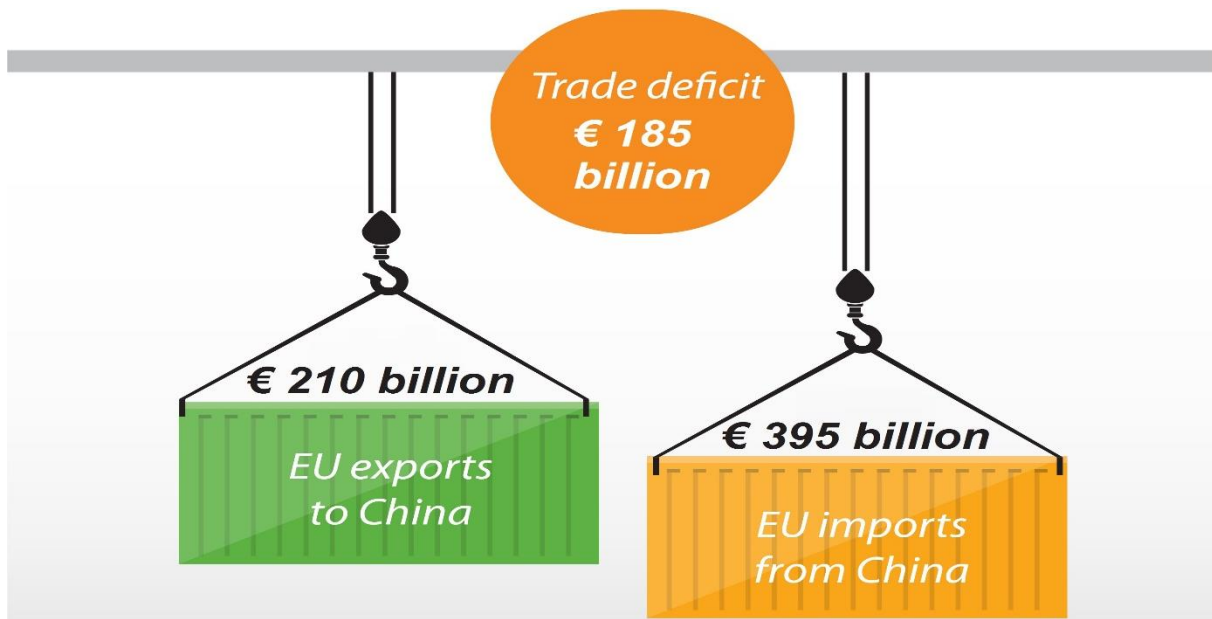 Trade deficit
€ 185
billion
€ 210 billion
EU exports
to China
€ 395 billion
EU imports
from China